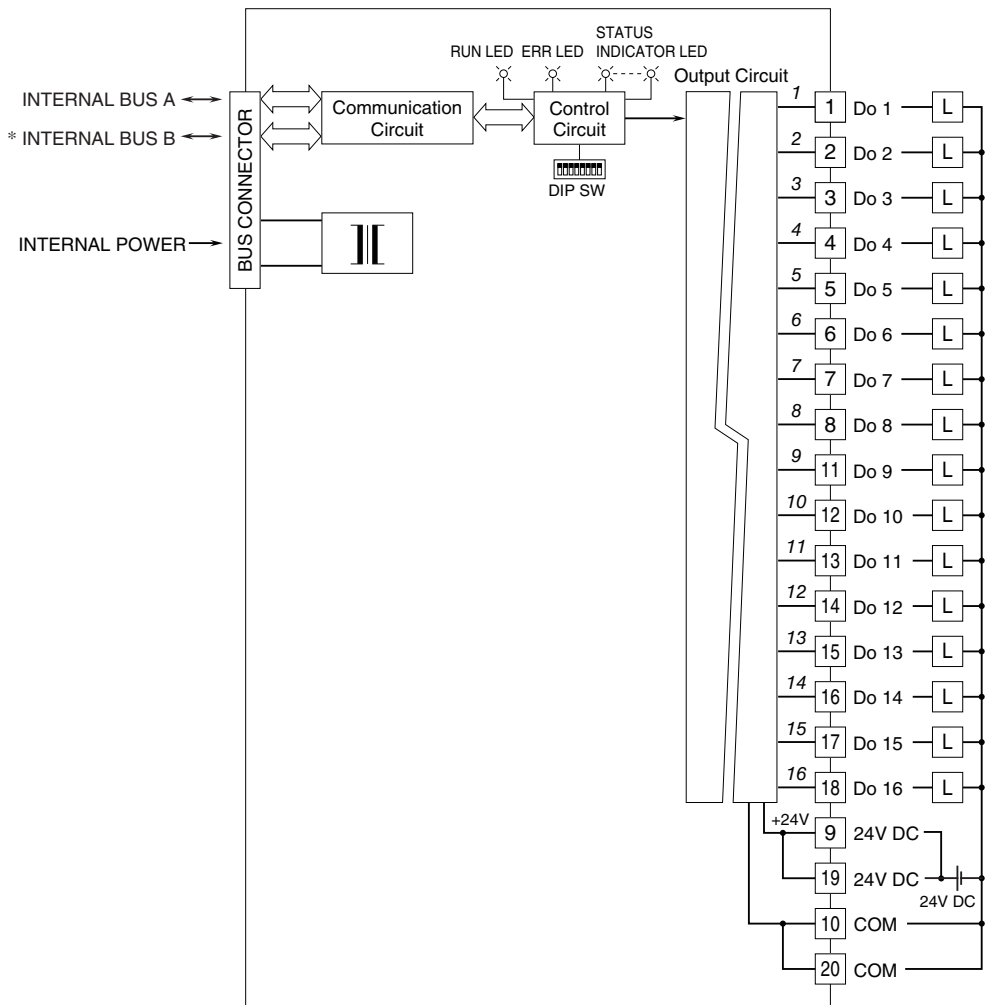 STATUS
RUN LED ERR LED INDICATOR LED
Output Circuit
INTERNAL BUS A
* INTERNAL BUS B
INTERNAL POWER
BUS CONNECTOR
Communication
Circuit
Control
Circuit
DIP SW
1 1 Do 1 L
2 2 Do 2 L
3 3 Do 3 L
4 4 Do 4 L
5 5 Do 5 L
6 6 Do 6 L
7 7 Do 7 L
8 8 Do 8 L
9 11 Do 9 L
10 12 Do 10 L
11 13 Do 11 L
12 14 Do 12 L
13 15 Do 13 L
14 16 Do 14 L
15 17 Do 15 L
16 18 Do 16 L
+24V 9 24V DC
19 24V DC
24V DC
10 COM
20 COM